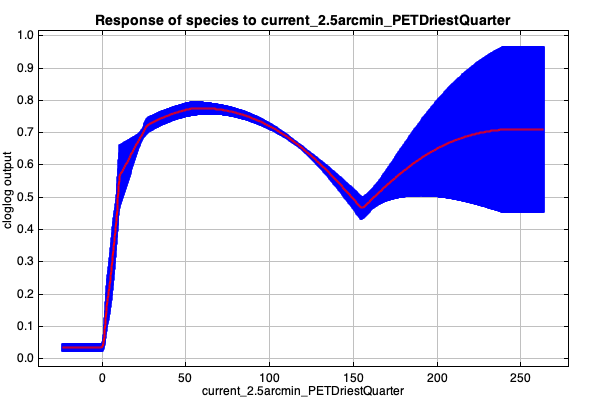 Response of species to current_2.5arcmin_PETDriestQuarter
1.0
0.9
0.8
0.7
0.6
0.5
0.4
0.3
0.2
0.1
0.0
cloglog output
0 50 100 150 200 250
current_2.5arcmin_PETDriestQuarter